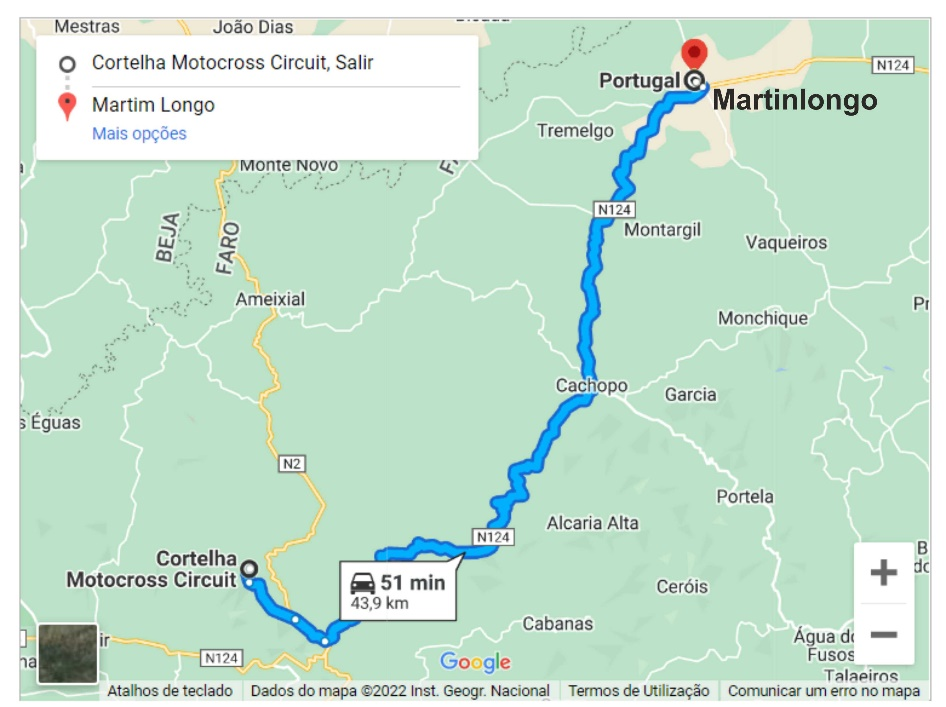 Mestras
João Dias
Cortelha Motocross Circuit, Salir
Martim Longo
Mais opções
N124
Portugal
Martinlongo
Tremelgo
Monte Novo
N124
Montargil
BEJA
FARO
Vaqueiros
Ameixial
Monchique
Cachopo
Garcia
Éguas
N2
Portela
Alcaria Alta
N124
Cortelha
Motocross Circuit
51 min
43,9 km
Ceróis
Cabanas
Água do
Fusos
Talaeiros
N124
Google
+
−
Atalhos de teclado
Dados do mapa ©2022 Inst. Geogr. Nacional
Termos de Utilização
Comunicar um erro no mapa